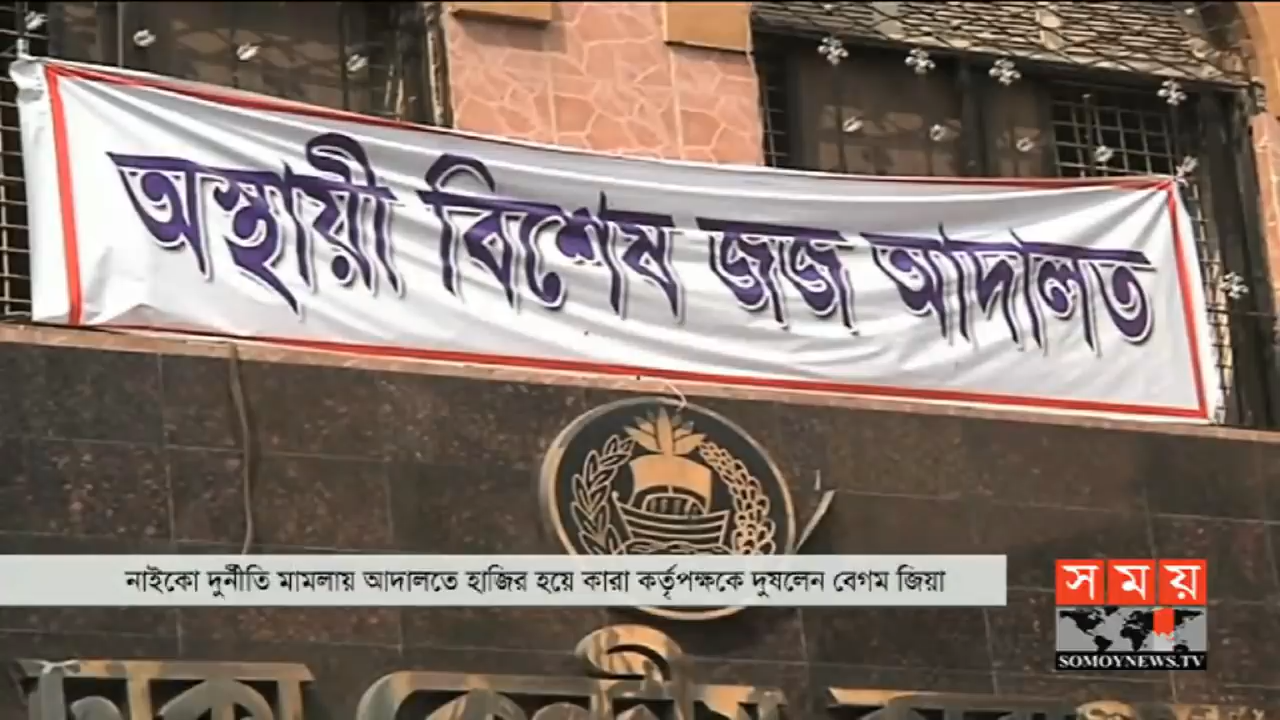 অস্থায়ী বিশেষ জজ আদালত
নাইকো দুর্নীতি মামলায় আদালতে হাজির হয়ে কারা কর্তৃপক্ষকে দুষলেন বেগম জিয়া
সময়
SOMOYNEWS.TV
ঢাকা কেন্দ্রীয়